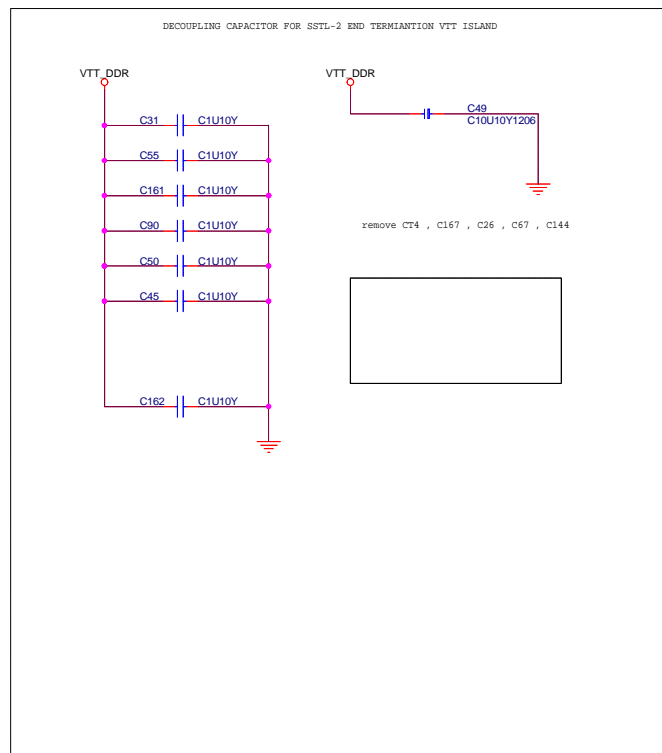 DECOUPLING CAPACITOR FOR SSTL-2 END TERMIANTION VTT ISLAND
VTT_DDR
C31 C1U10Y
C55 C1U10Y
C161 C1U10Y
C90 C1U10Y
C50 C1U10Y
C45 C1U10Y
C162 C1U10Y
VTT_DDR
C49
C10U10Y1206
remove CT4 , C167 , C26 , C67 , C144